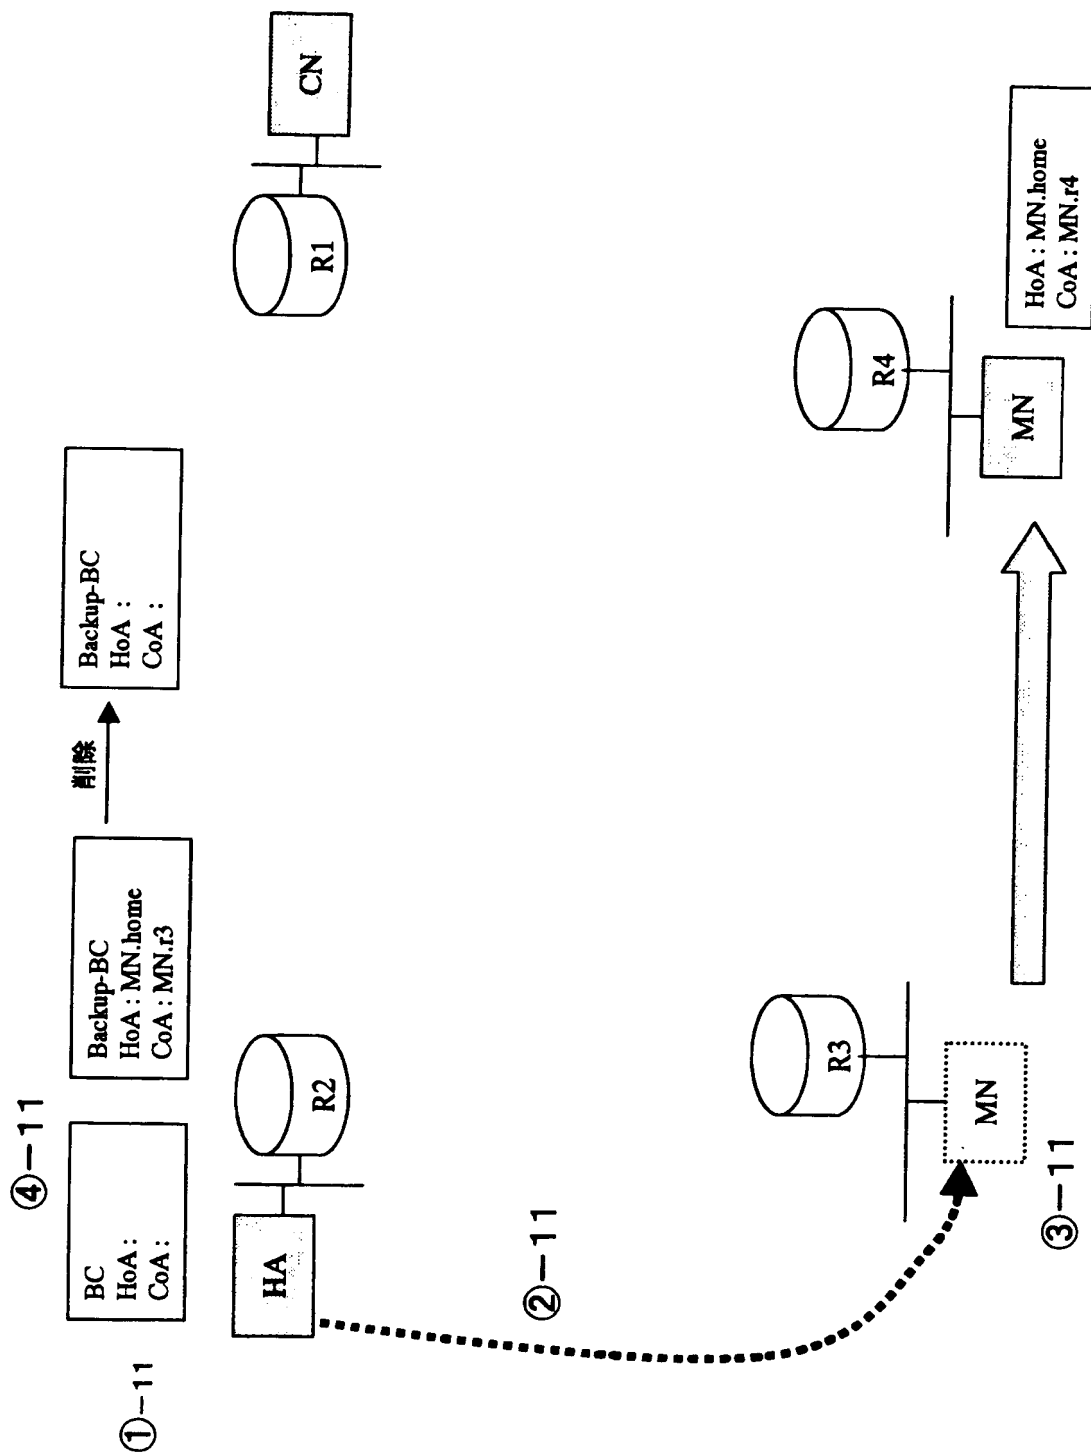 ①−11
④−11
BC
HoA :
CoA :
Backup-BC
HoA : MN.home
CoA : MN.r3
削除
Backup-BC
HoA :
CoA :
HA
R2
R1
CN
②−11
R3
MN
③−11
R4
MN
HoA : MN.home
CoA : MN.r4